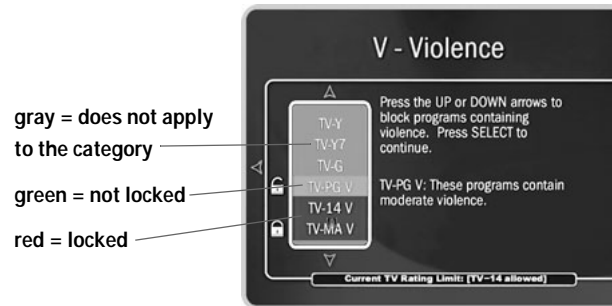 V - Violence
gray = does not apply
to the category
green = not locked
red = locked
TV-Y
TV-Y7
TV-G
TV-PG V
TV-14 V
TV-MA V
Press the UP or DOWN arrows to
block programs containing
violence. Press SELECT to
continue.
TV-PG V: These programs contain
moderate violence.
Current TV Rating Limit: [TV-14 allowed]